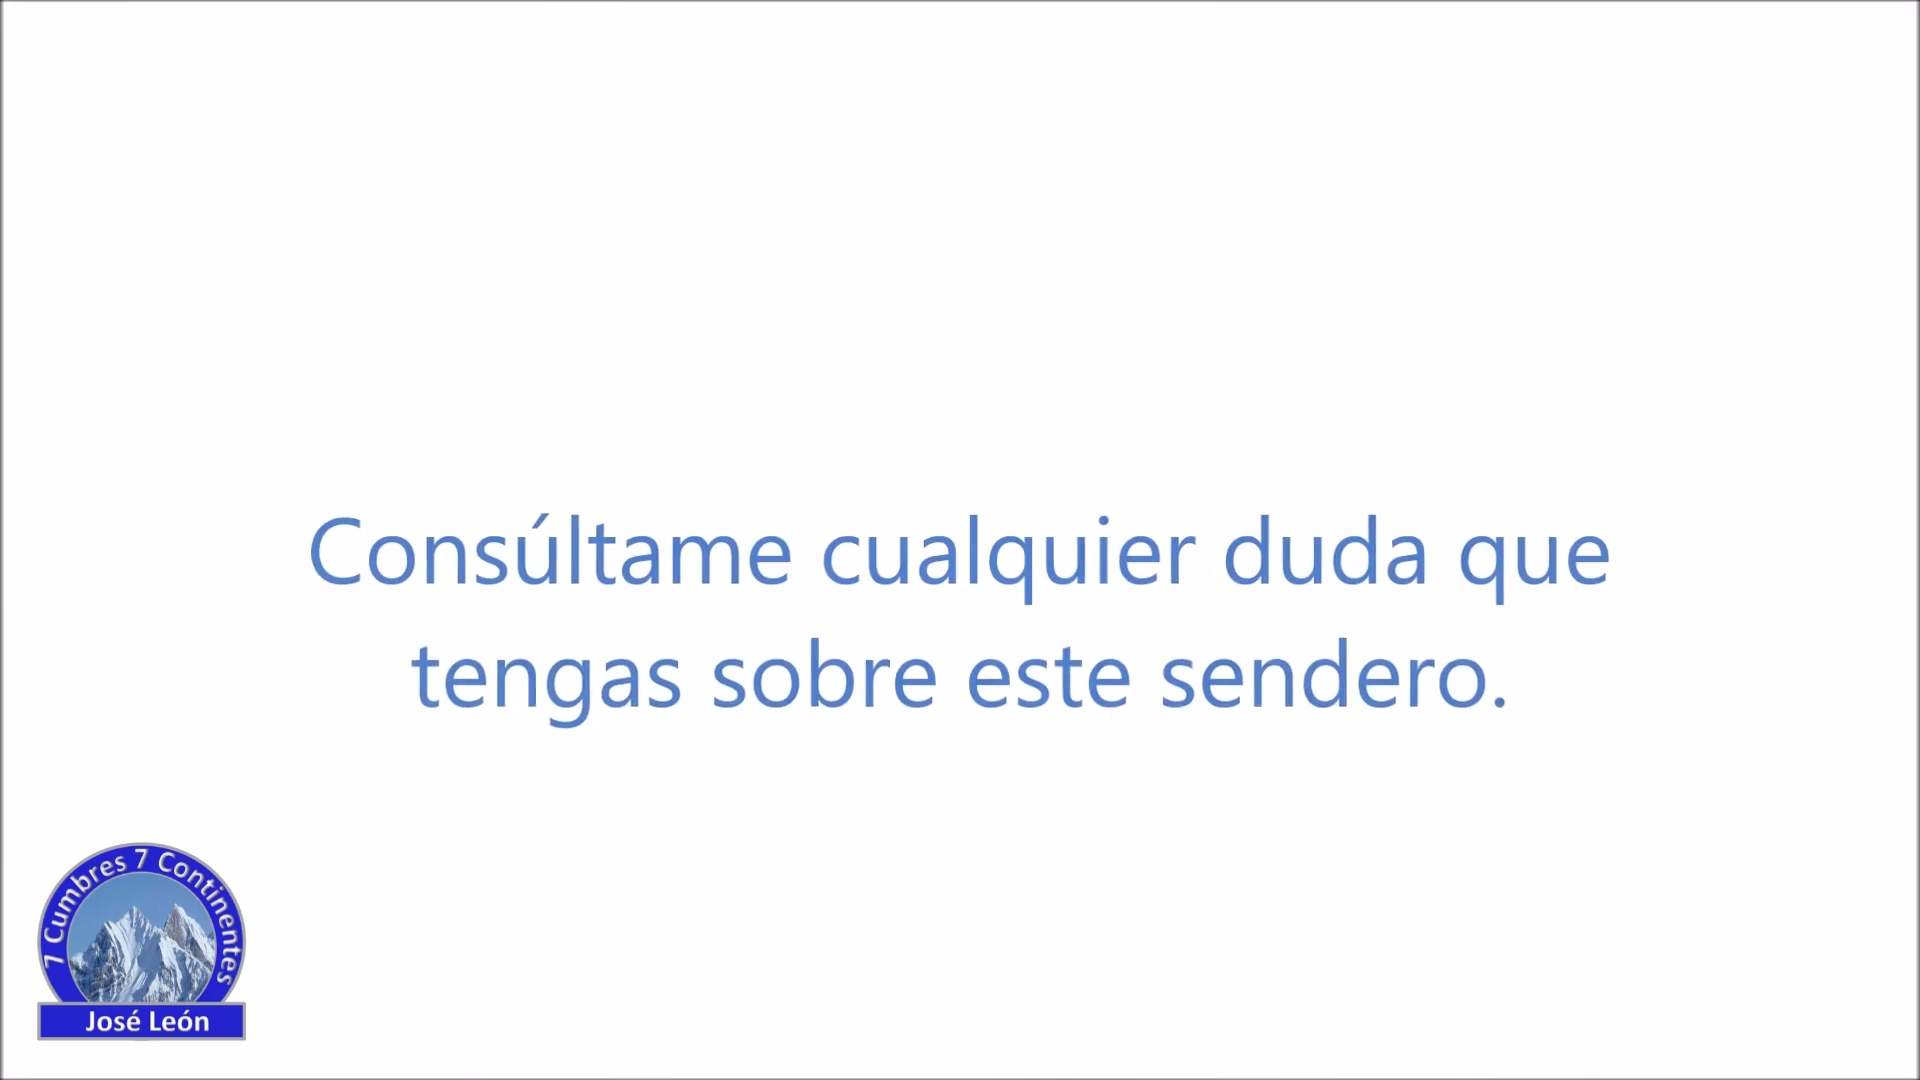 Consúltame cualquier duda que
tengas sobre este sendero.
7 Cumbres 7 Continentes
José León